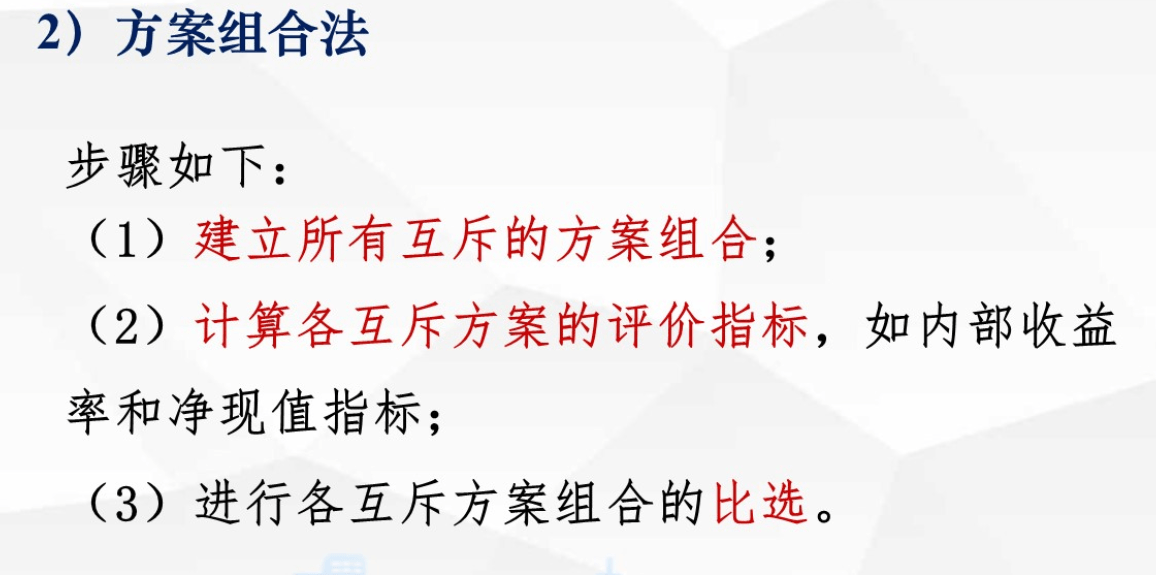 2）方案组合法
步骤如下：
（1）建立所有互斥的方案组合；
（2）计算各互斥方案的评价指标，如内部收益
率和净现值指标；
（3）进行各互斥方案组合的比选。